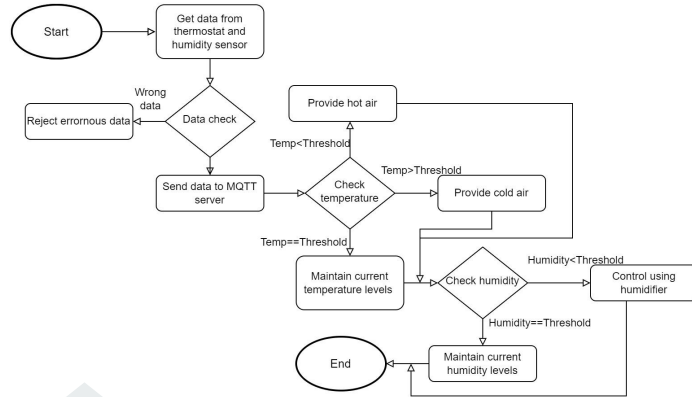 Start
Get data from
thermostat and
humidity sensor
Wrong
data
Reject errornous data
Data check
Provide hot air
Temp<Threshold
Temp>Threshold
Send data to MQTT
server
Check
temperature
Provide cold air
Temp==Threshold
Humidity<Threshold
Maintain current
temperature levels
Check humidity
Control using
humidifier
Humidity==Threshold
End
Maintain current
humidity levels